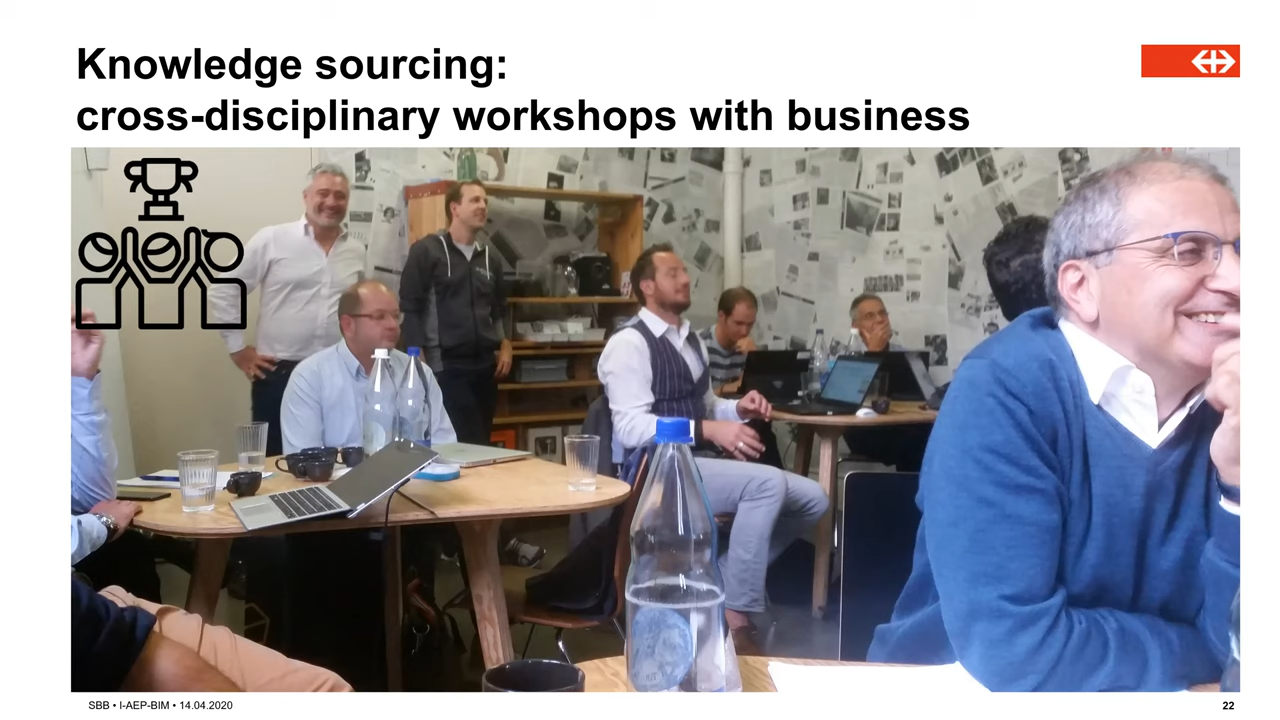 Knowledge sourcing:
cross-disciplinary workshops with business
SBB • I-AEP-BIM • 14.04.2020
22